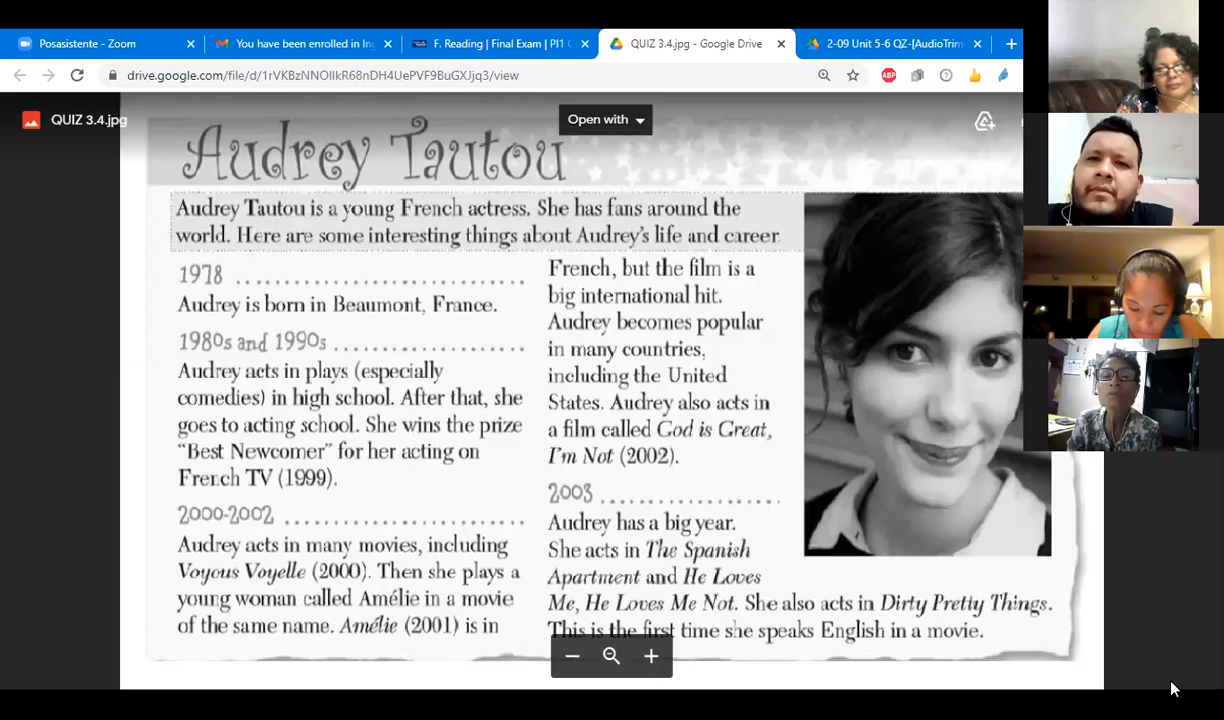 Posasistente - Zoom
You have been enrolled in In
F. Reading | Final Exam | PI1
QUIZ 3.4.jpg - Google Drive
2-09 Unit 5-6 QZ-[AudioTrim
drive.google.com/file/d/1rVKBzNNOIlkR68nDH4UePVF9BuGXJjq3/view
ABP
QUIZ 3.4.jpg
Open with
Audrey Tautou
Audrey Tautou is a young French actress. She has fans around the
world. Here are some interesting things about Audrey's life and career
1978
Audrey is born in Beaumont, France.
1980s and 1990s
Audrey acts in plays (especially
comedies) in high school. After that, she
goes to acting school. She wins the prize
"Best Newcomer" for her acting on
French TV (1999).
2000-2002
Audrey acts in many movies, including
Voyous Voyelle (2000). Then she plays a
young woman called Amélie in a movie
of the same name. Amélie (2001) is in
French, but the film is a
big international hit.
Audrey becomes popular
in many countries,
including the United
States. Audrey also acts in
a film called God is Great,
I'm Not (2002).
2003
Audrey has a big year.
She acts in The Spanish
Apartment and He Loves
Me, He Loves Me Not. She also acts in Dirty Pretty Things.
This is the first time she speaks English in a movie.